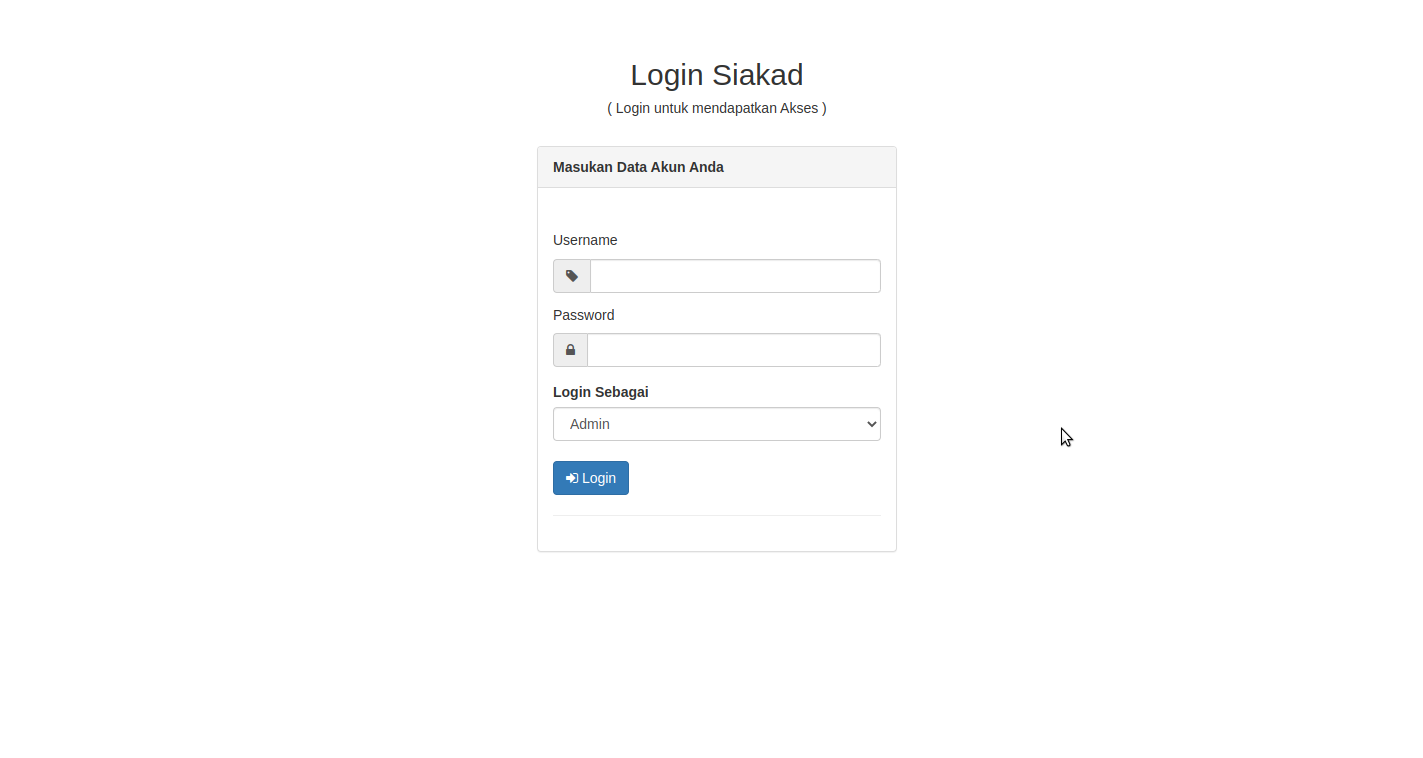 Login Siakad
( Login untuk mendapatkan Akses )
Masukan Data Akun Anda
Username
Password
Login Sebagai
Admin
Login